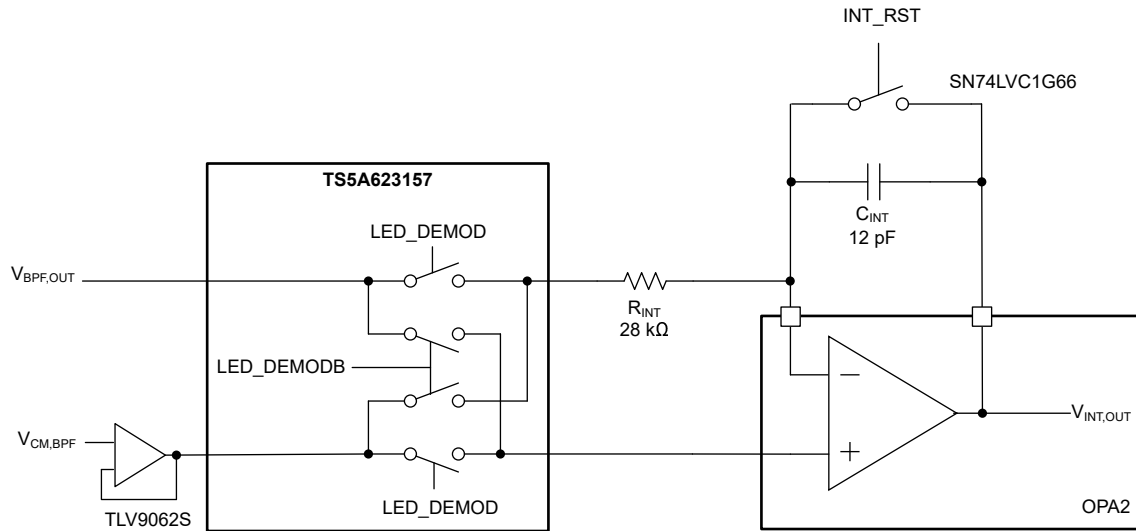 INT_RST
SN74LVC1G66
TS5A623157
C_INT
12 pF
LED_DEMOD
V_BPF,OUT
R_INT
28 kΩ
LED_DEMODB
V_CM,BPF
LED_DEMOD
TLV9062S
−
+
V_INT,OUT
OPA2